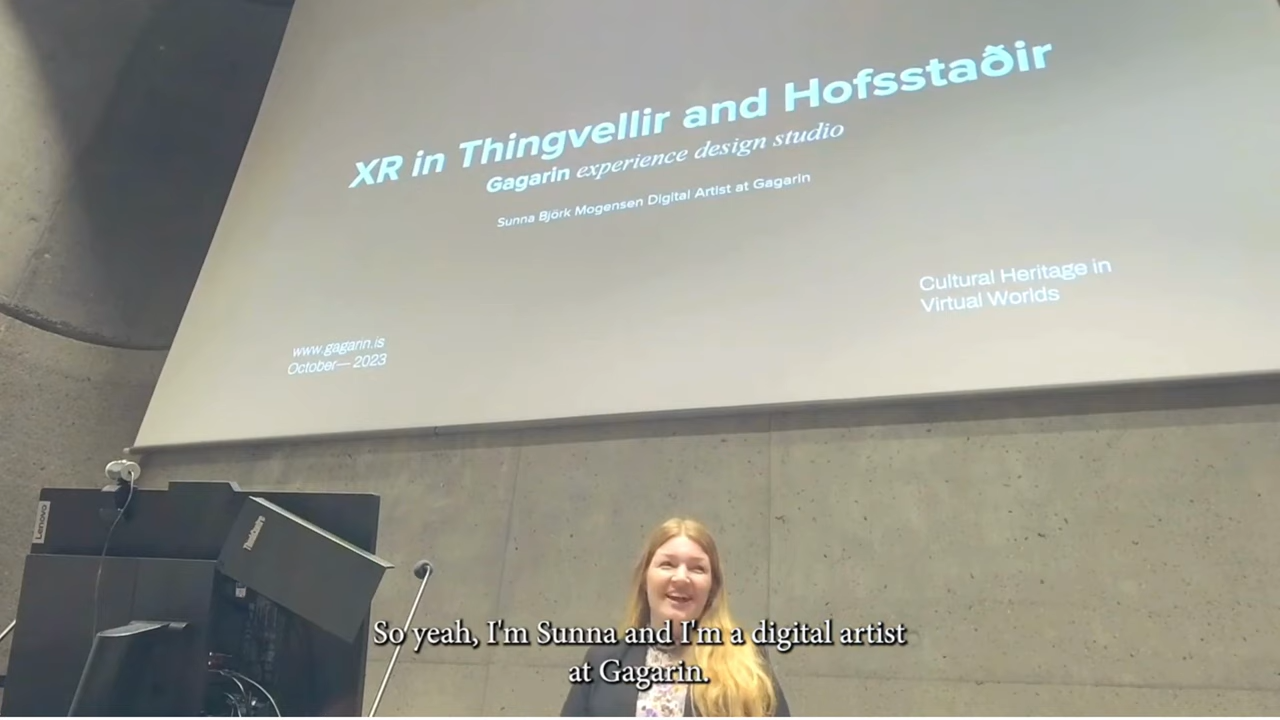 XR in Thingvellir and Hofsstaðir
Gagarin experience design studio
Sunna Björk Mogensen Digital Artist at Gagarin
Cultural Heritage in
Virtual Worlds
www.gagarin.is
October—2023
Lenovo
ThinkCentre
So yeah, I'm Sunna and I'm a digital artist
at Gagarin.